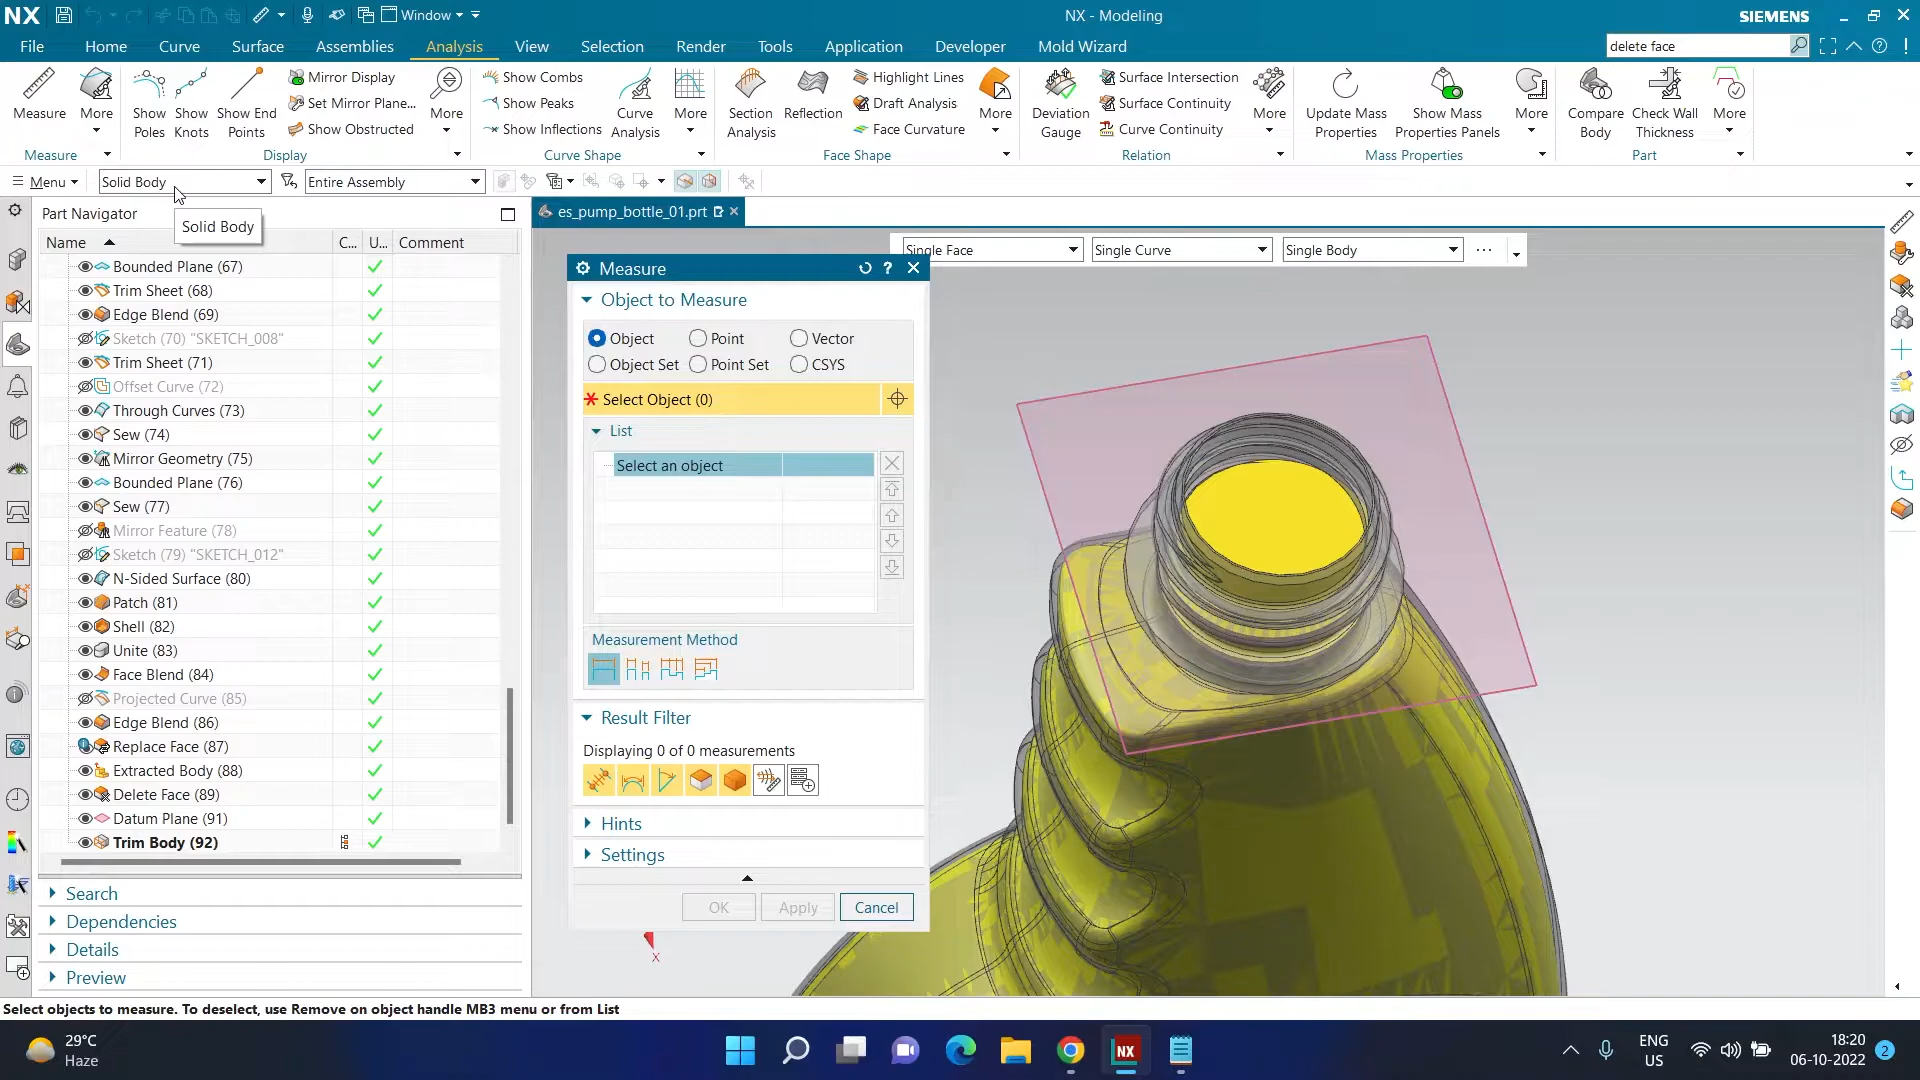 NX
Window
NX - Modeling
SIEMENS
File
Home
Curve
Surface
Assemblies
Analysis
View
Selection
Render
Tools
Application
Developer
Mold Wizard
delete face
Measure
More
Show Poles
Show Knots
Show End Points
Mirror Display
Set Mirror Plane...
Show Obstructed
More
Show Combs
Show Peaks
Show Inflections
Curve Analysis
More
Section Analysis
Reflection
Highlight Lines
Draft Analysis
Face Curvature
More
Deviation Gauge
Surface Intersection
Surface Continuity
Curve Continuity
More
Update Mass Properties
Show Mass Properties Panels
More
Compare Body
Check Wall Thickness
More
Measure
Display
Curve Shape
Face Shape
Relation
Mass Properties
Part
Menu
Solid Body
Entire Assembly
Part Navigator
Solid Body
es_pump_bottle_01.prt
Name
C...
U...
Comment
Single Face
Single Curve
Single Body
Bounded Plane (67)
Trim Sheet (68)
Edge Blend (69)
Sketch (70) "SKETCH_008"
Trim Sheet (71)
Offset Curve (72)
Through Curves (73)
Sew (74)
Mirror Geometry (75)
Bounded Plane (76)
Sew (77)
Mirror Feature (78)
Sketch (79) "SKETCH_012"
N-Sided Surface (80)
Patch (81)
Shell (82)
Unite (83)
Face Blend (84)
Projected Curve (85)
Edge Blend (86)
Replace Face (87)
Extracted Body (88)
Delete Face (89)
Datum Plane (91)
Trim Body (92)
Search
Dependencies
Details
Preview
Measure
Object to Measure
Object
Point
Vector
Object Set
Point Set
CSYS
* Select Object (0)
List
Select an object
Measurement Method
Result Filter
Displaying 0 of 0 measurements
Hints
Settings
OK
Apply
Cancel
X
Select objects to measure. To deselect, use Remove on object handle MB3 menu or from List
29°C
Haze
NX
ENG
US
18:20
06-10-2022
2